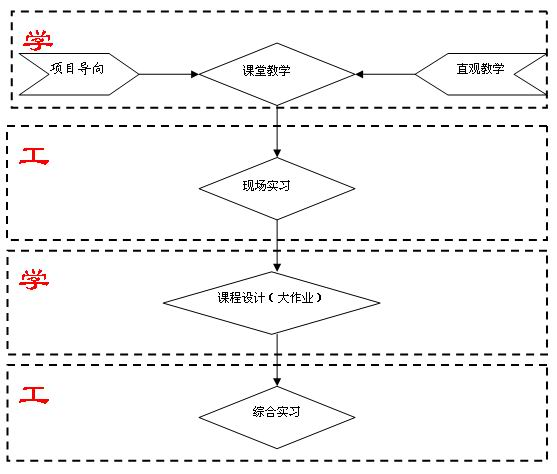 学
项目导向
课堂教学
直观教学
工
现场实习
学
课程设计（大作业）
工
综合实习